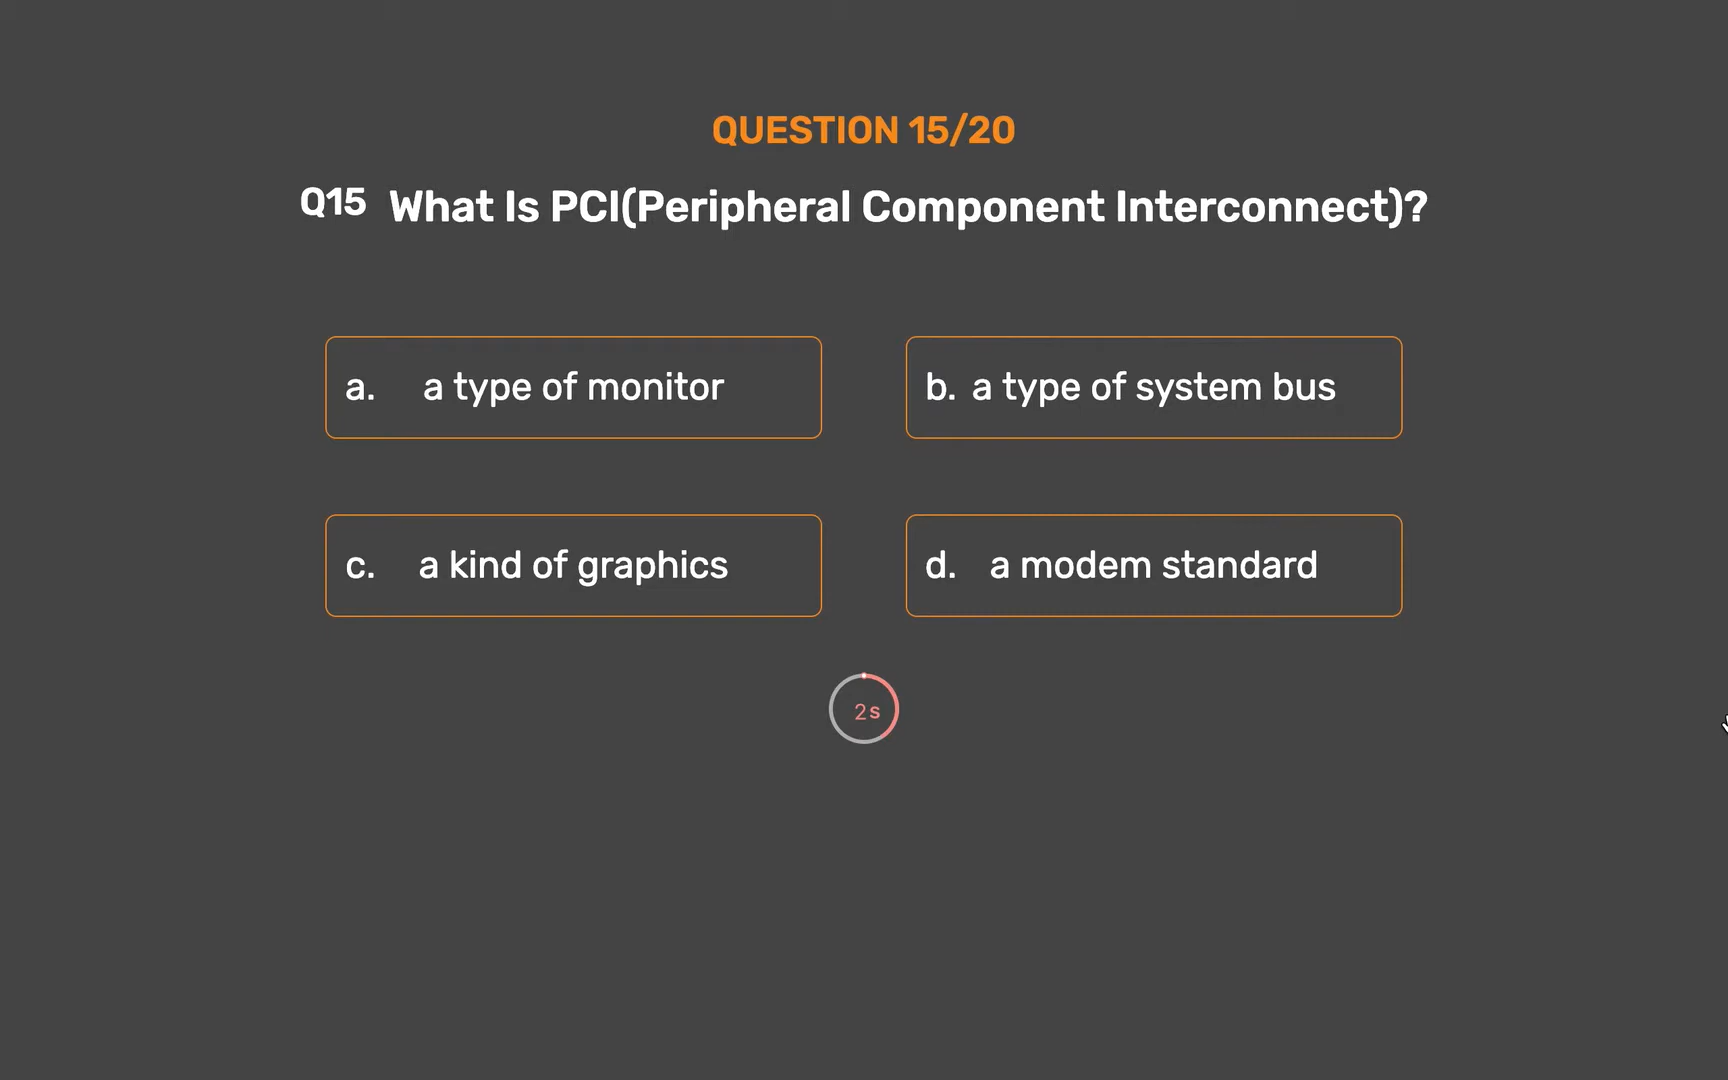 QUESTION 15/20
Q15 What Is PCI(Peripheral Component Interconnect)?
a. a type of monitor
b. a type of system bus
c. a kind of graphics
d. a modem standard
2s